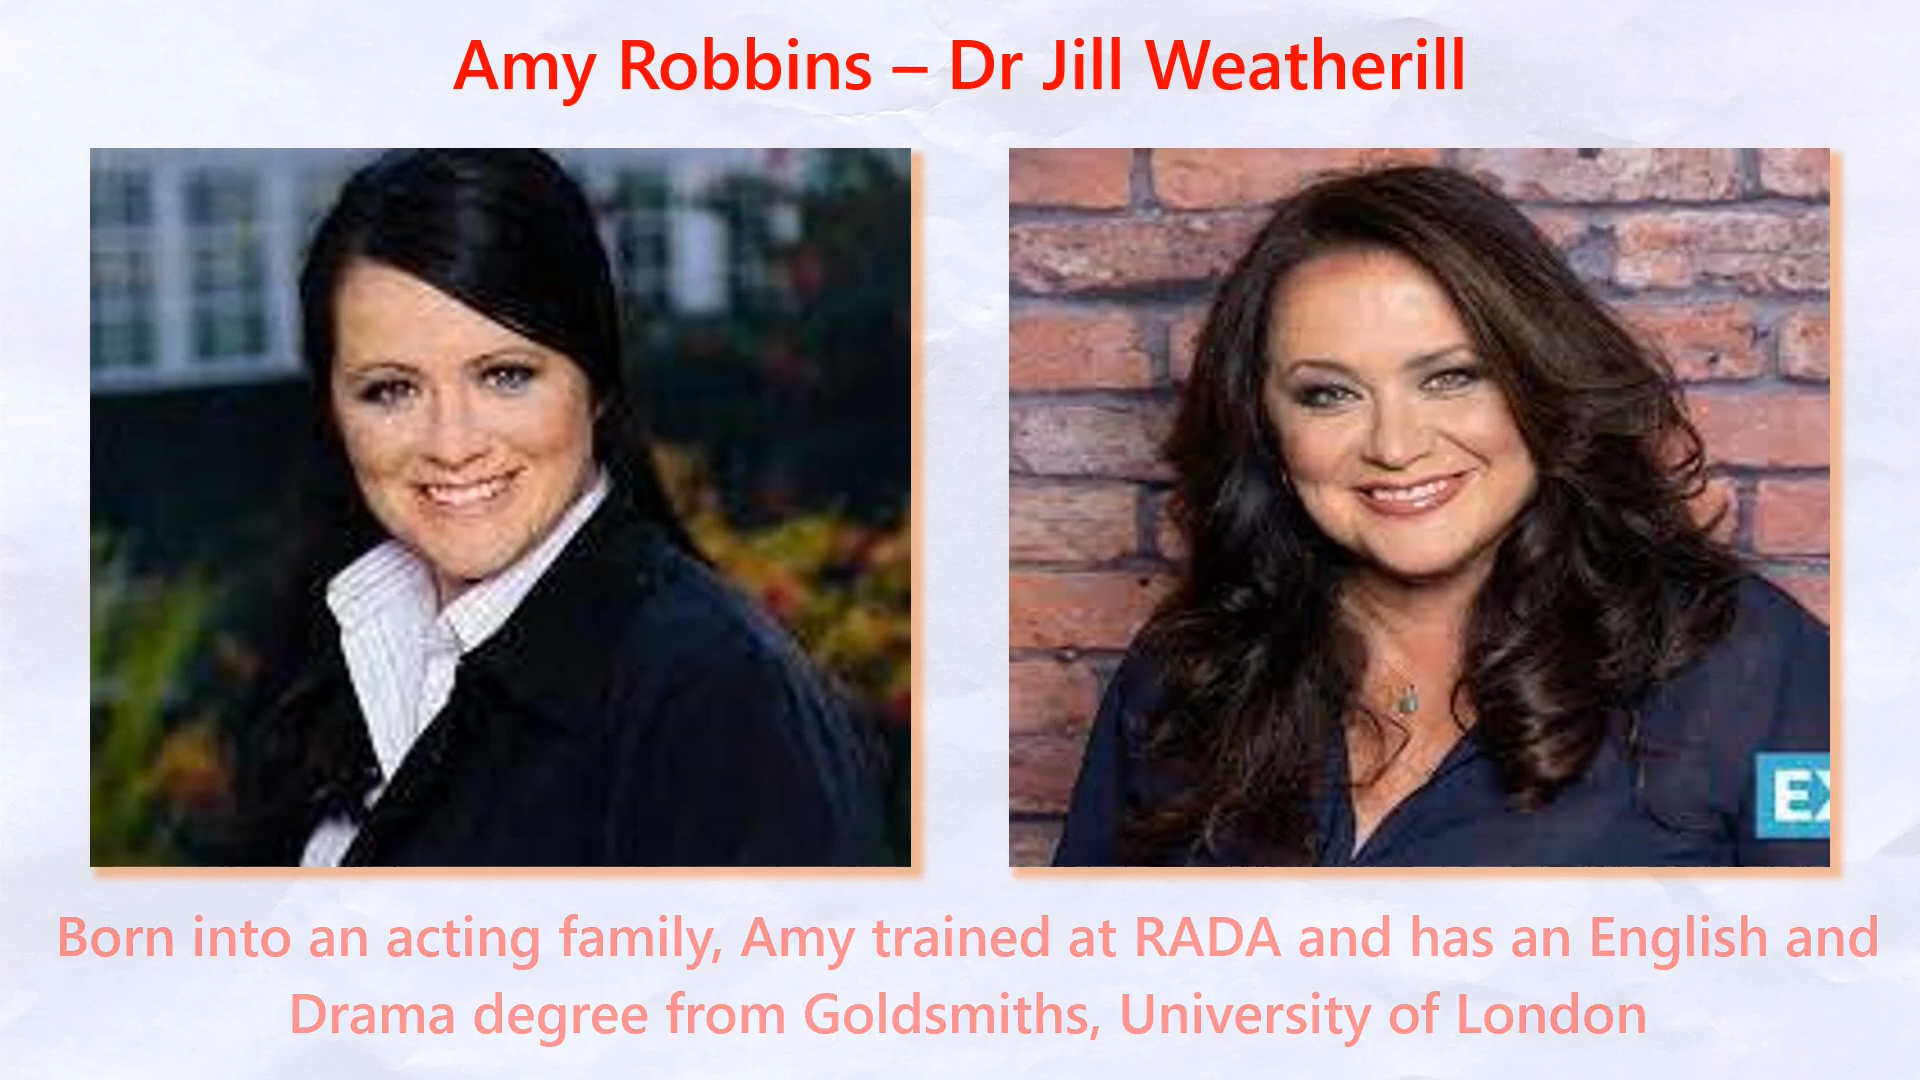 Amy Robbins – Dr Jill Weatherill
EX
Born into an acting family, Amy trained at RADA and has an English and
Drama degree from Goldsmiths, University of London